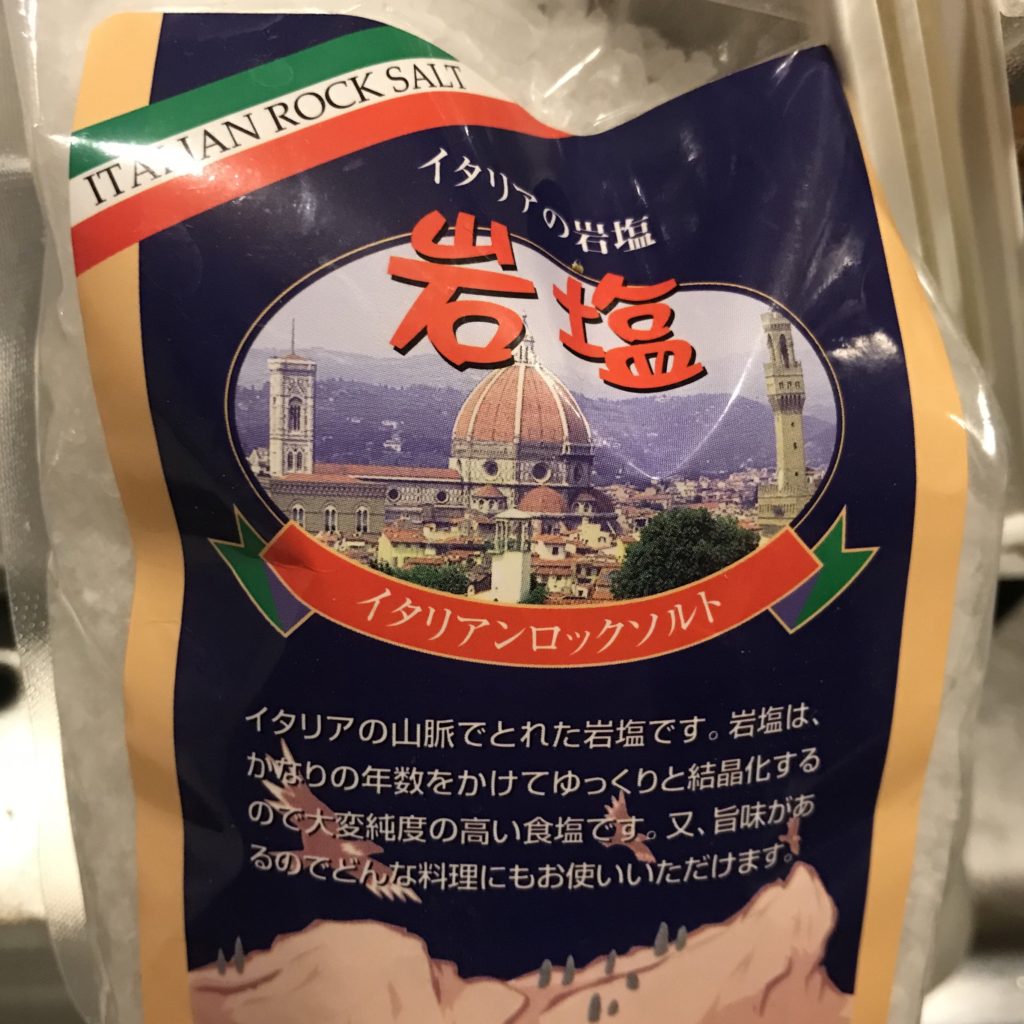 ITALIAN ROCK SALT
イタリアの岩塩
岩塩
イタリアンロックソルト
イタリアの山脈でとれた岩塩です。岩塩は、
かなりの年数をかけてゆっくりと結晶化する
ので大変純度の高い食塩です。又、旨味があ
るのでどんな料理にもお使いいただけます。